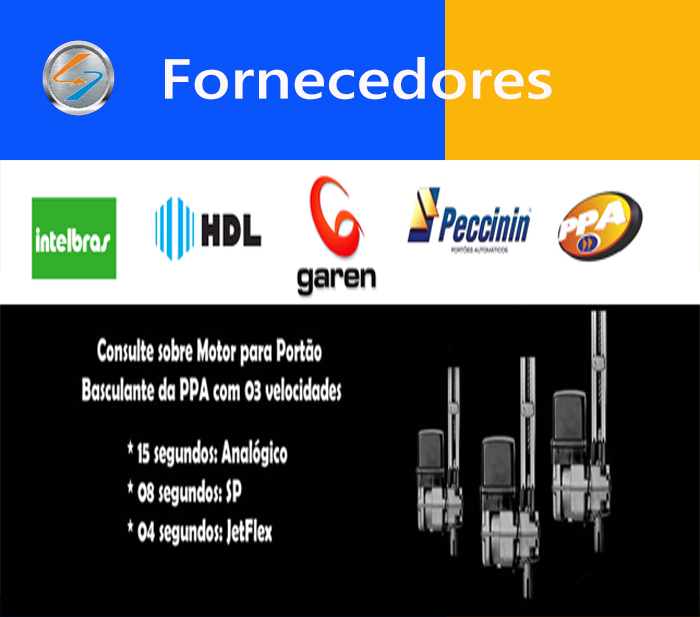 Fornecedores
intelbras
HDL
garen
Peccinin
PORTÕES AUTOMÁTICOS
PPA
Consulte sobre Motor para Portão
Basculante da PPA com 03 velocidades
* 15 segundos: Analógico
* 08 segundos: SP
* 04 segundos: JetFlex